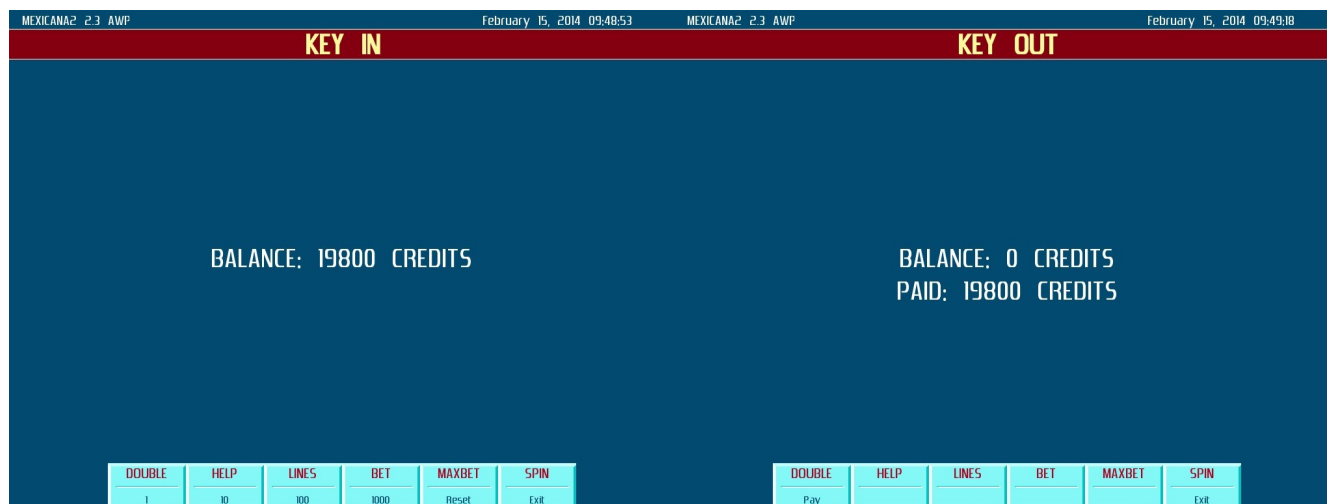 MEXICANA2 2.3 AWP February 15, 2014 09:48:53
KEY IN
BALANCE: 19800 CREDITS
DOUBLE HELP LINES BET MAXBET SPIN
1 10 100 1000 Reset Exit
MEXICANA2 2.3 AWP February 15, 2014 09:49:18
KEY OUT
BALANCE: 0 CREDITS
PAID: 19800 CREDITS
DOUBLE HELP LINES BET MAXBET SPIN
Pay Exit